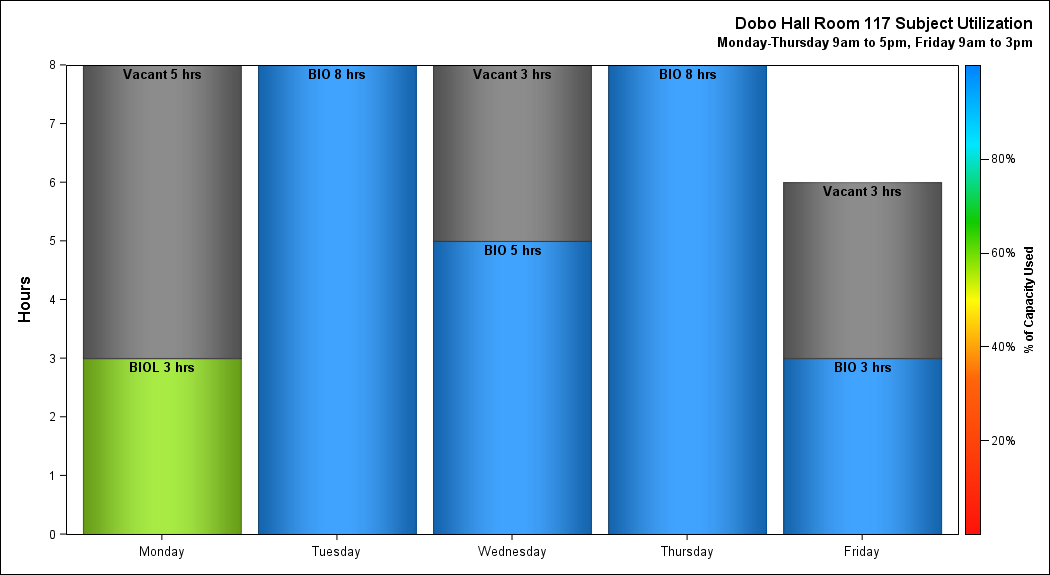 Dobo Hall Room 117 Subject Utilization
Monday-Thursday 9am to 5pm, Friday 9am to 3pm
Hours
8
7
6
5
4
3
2
1
0
Vacant 5 hrs
BIOL 3 hrs
BIO 8 hrs
Vacant 3 hrs
BIO 5 hrs
BIO 8 hrs
Vacant 3 hrs
BIO 3 hrs
Monday
Tuesday
Wednesday
Thursday
Friday
80%
60%
40%
20%
% of Capacity Used